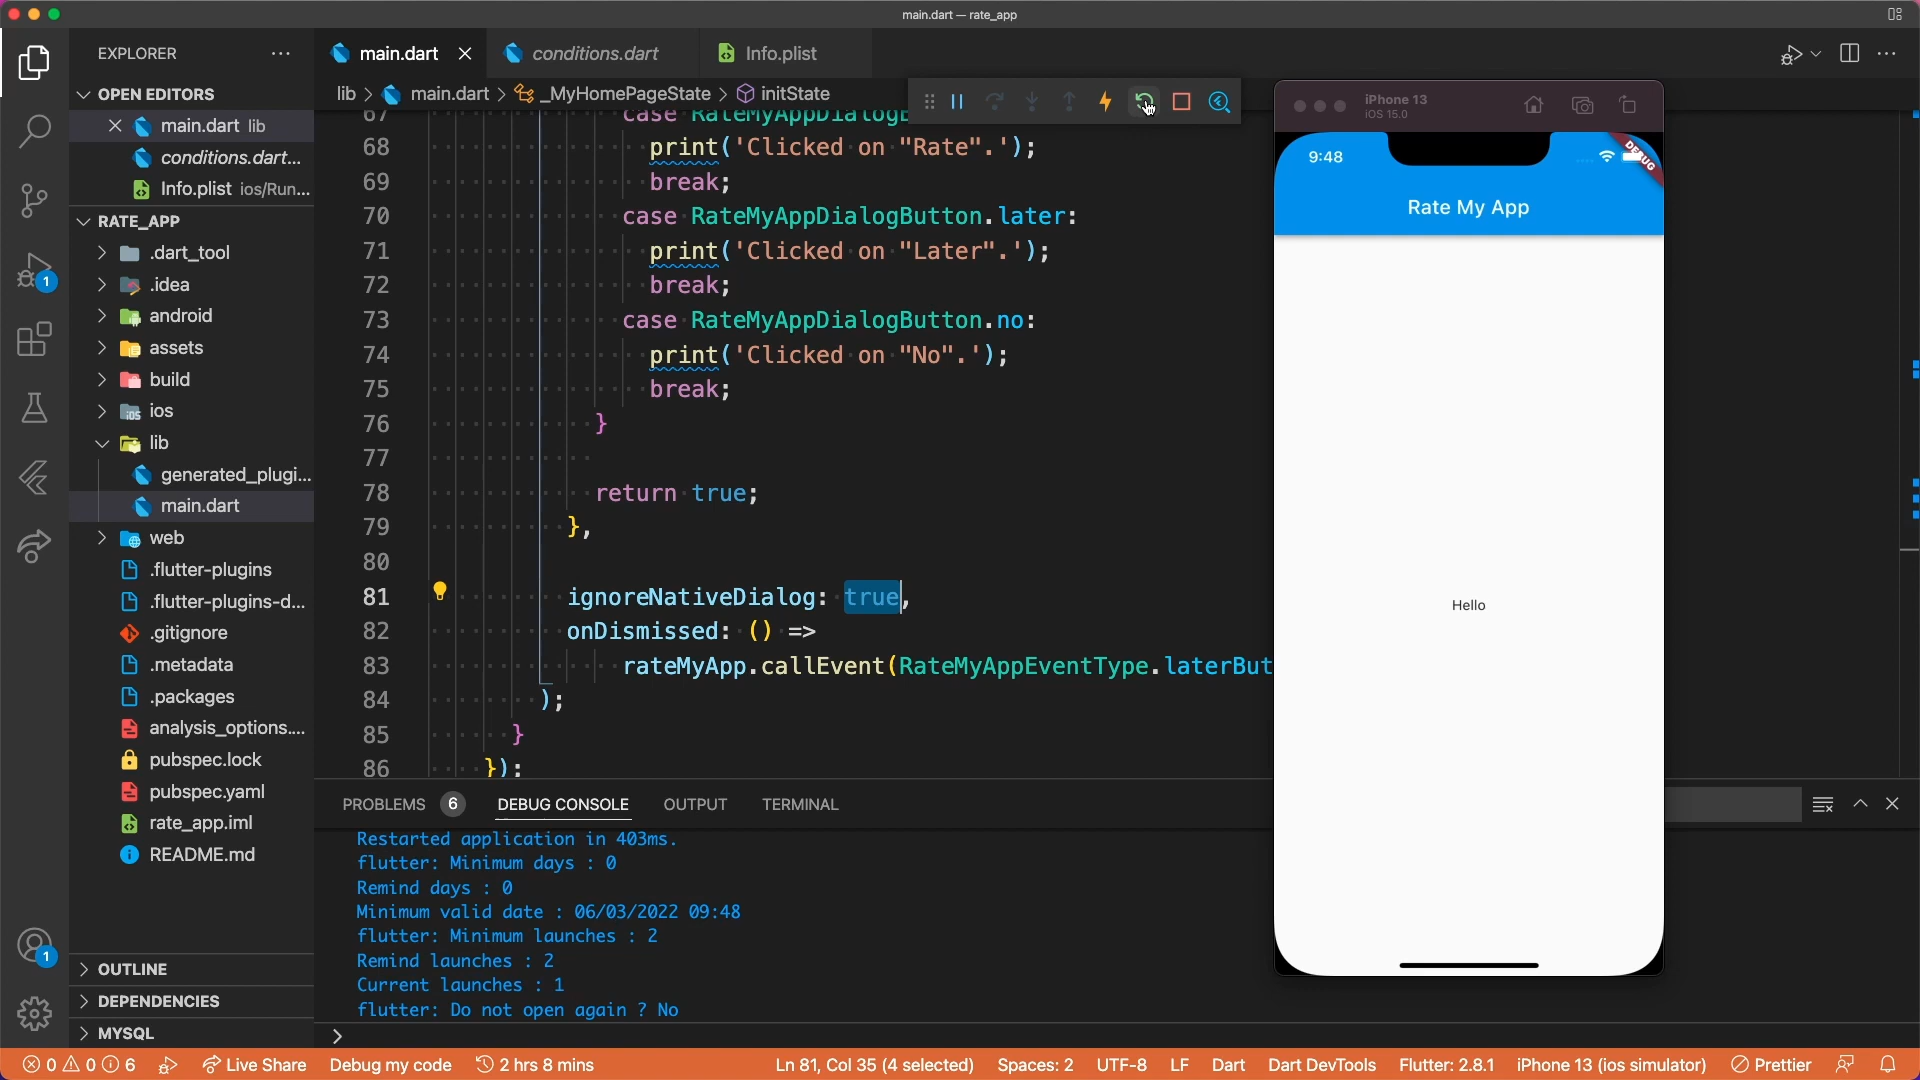 main.dart — rate_app
EXPLORER
OPEN EDITORS
main.dart lib
conditions.dart...
Info.plist ios/Run...
RATE_APP
.dart_tool
.idea
android
assets
build
ios
lib
generated_plugi...
main.dart
web
.flutter-plugins
.flutter-plugins-d...
.gitignore
.metadata
.packages
analysis_options....
pubspec.lock
pubspec.yaml
rate_app.iml
README.md
OUTLINE
DEPENDENCIES
MYSQL
1
1
main.dart
conditions.dart
Info.plist
lib > main.dart > _MyHomePageState > initState
67 case RateMyAppDialogB
68 print('Clicked on "Rate".');
69 break;
70 case RateMyAppDialogButton.later:
71 print('Clicked on "Later".');
72 break;
73 case RateMyAppDialogButton.no:
74 print('Clicked on "No".');
75 break;
76 }
77
78 return true;
79 },
80
81 ignoreNativeDialog: true,
82 onDismissed: () =>
83 rateMyApp.callEvent(RateMyAppEventType.laterBut
84 );
85 }
86 });
PROBLEMS 6 DEBUG CONSOLE OUTPUT TERMINAL
Restarted application in 403ms.
flutter: Minimum days : 0
Remind days : 0
Minimum valid date : 06/03/2022 09:48
flutter: Minimum launches : 2
Remind launches : 2
Current launches : 1
flutter: Do not open again ? No
iPhone 13
iOS 15.0
9:48
DEBUG
Rate My App
Hello
0 0 6 Live Share Debug my code 2 hrs 8 mins Ln 81, Col 35 (4 selected) Spaces: 2 UTF-8 LF Dart Dart DevTools Flutter: 2.8.1 iPhone 13 (ios simulator) Prettier